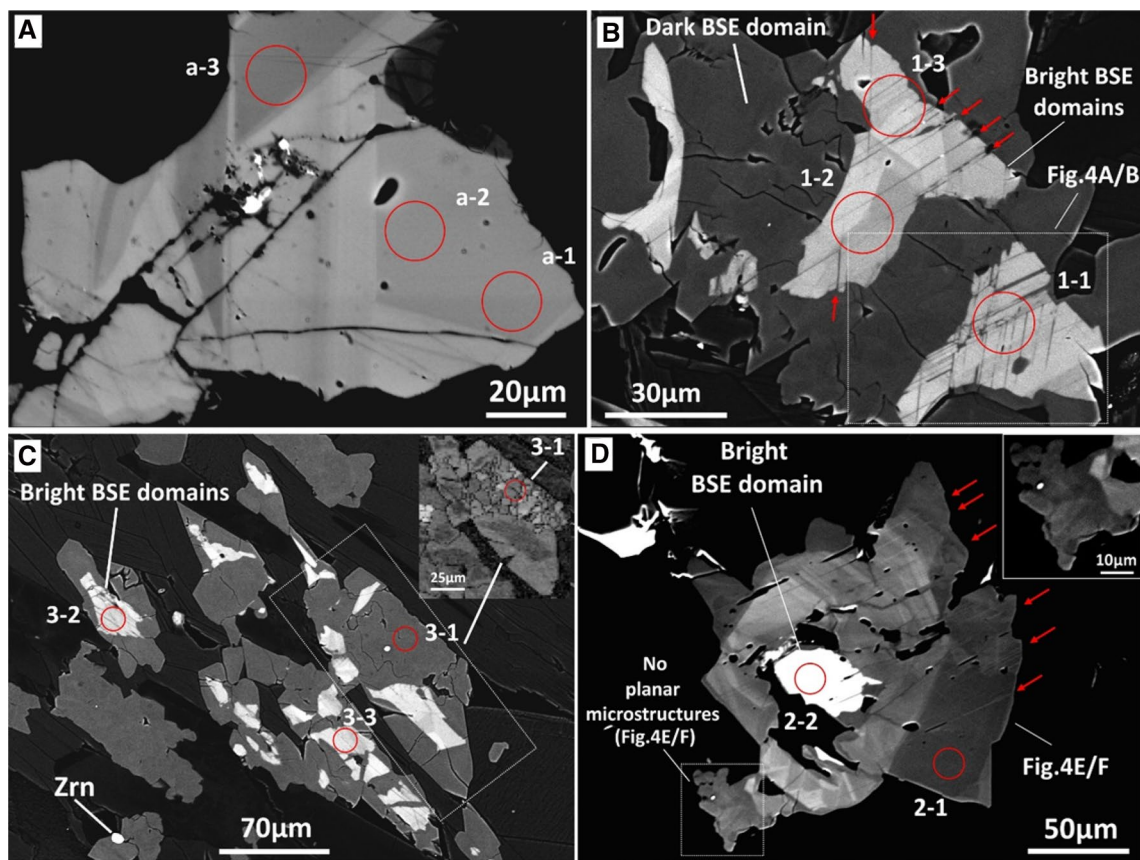 A
a-3
a-2
a-1
20μm
B
Dark BSE domain
1-3
Bright BSE
domains
1-2
Fig.4A/B
1-1
30μm
C
Bright BSE domains
3-1
25μm
3-2
3-1
3-3
Zrn
70μm
D
Bright
BSE domain
10μm
No
planar
microstructures
(Fig.4E/F)
2-2
2-1
Fig.4E/F
50μm